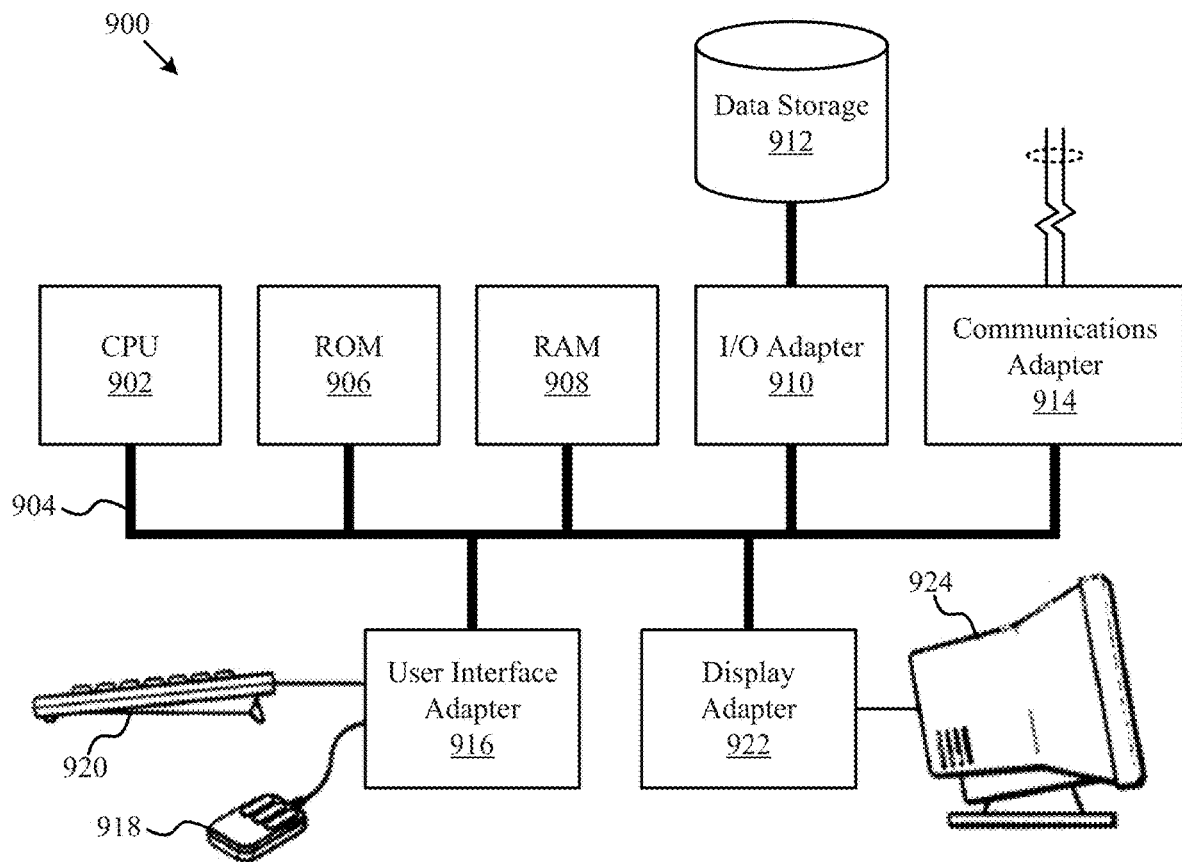 900
Data Storage
912
CPU
902
ROM
906
RAM
908
I/O Adapter
910
Communications
Adapter
914
904
User Interface
Adapter
916
Display
Adapter
922
924
920
918